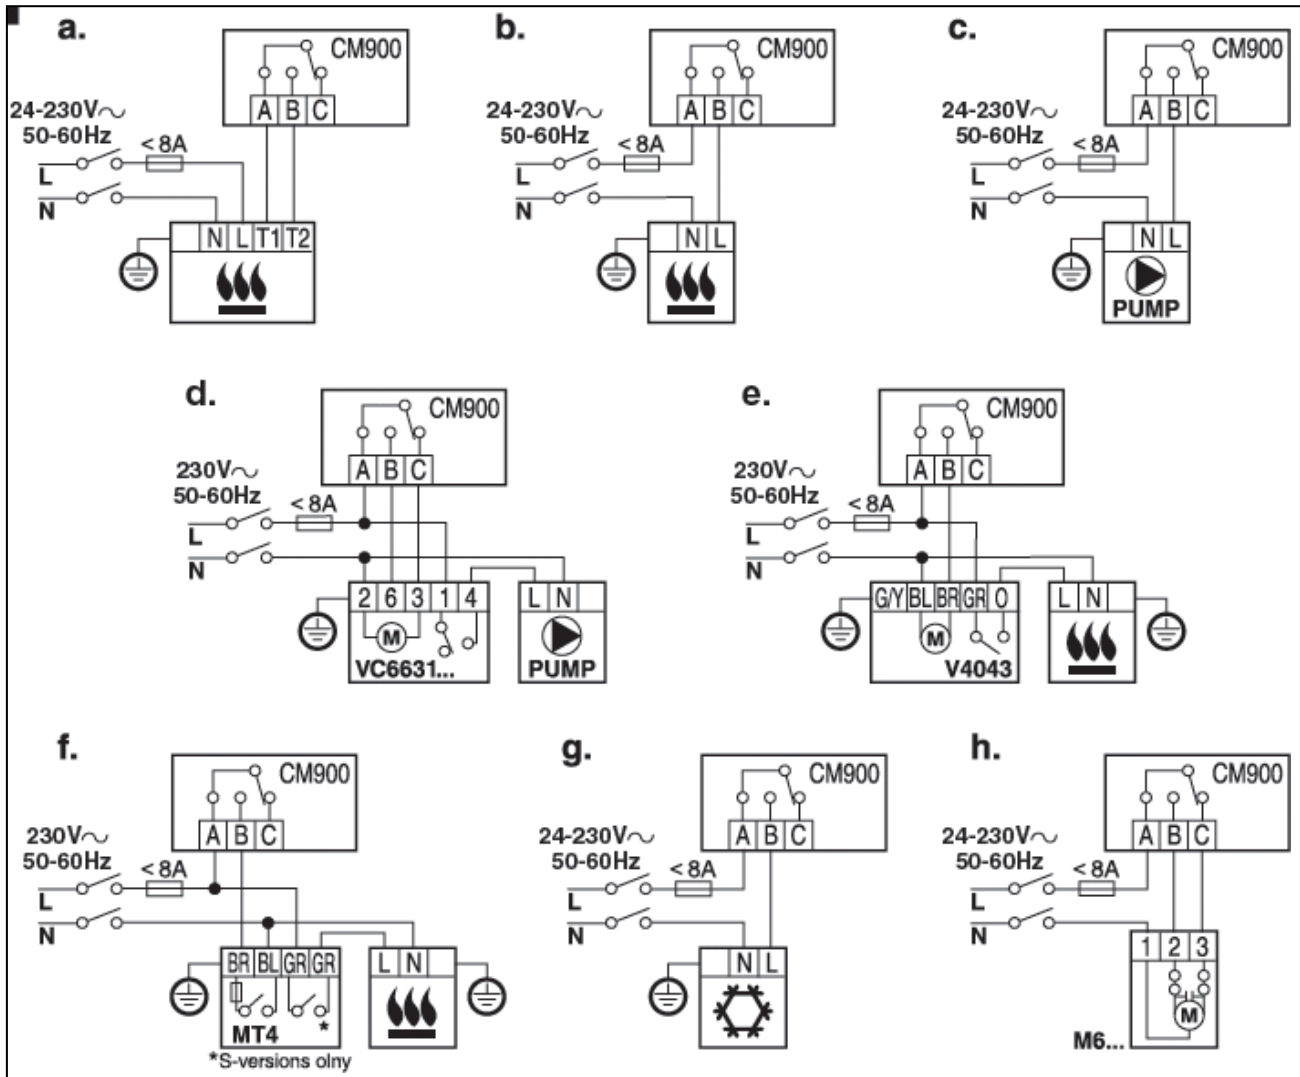 a.
CM900
A B C
24-230V~
50-60Hz
<8A
L
N
N L T1 T2
b.
CM900
A B C
24-230V~
50-60Hz
<8A
L
N
N L
c.
CM900
A B C
24-230V~
50-60Hz
<8A
L
N
N L
PUMP
d.
CM900
A B C
230V~
50-60Hz
<8A
L
N
2 6 3 1 4
M
VC6631...
L N
PUMP
e.
CM900
A B C
230V~
50-60Hz
<8A
L
N
G/Y BL BR GR O
M
V4043
L N
f.
CM900
A B C
230V~
50-60Hz
<8A
L
N
BR BL GR GR
*
MT4
*S-versions olny
L N
g.
CM900
A B C
24-230V~
50-60Hz
<8A
L
N
N L
h.
CM900
A B C
24-230V~
50-60Hz
<8A
L
N
1 2 3
M
M6...